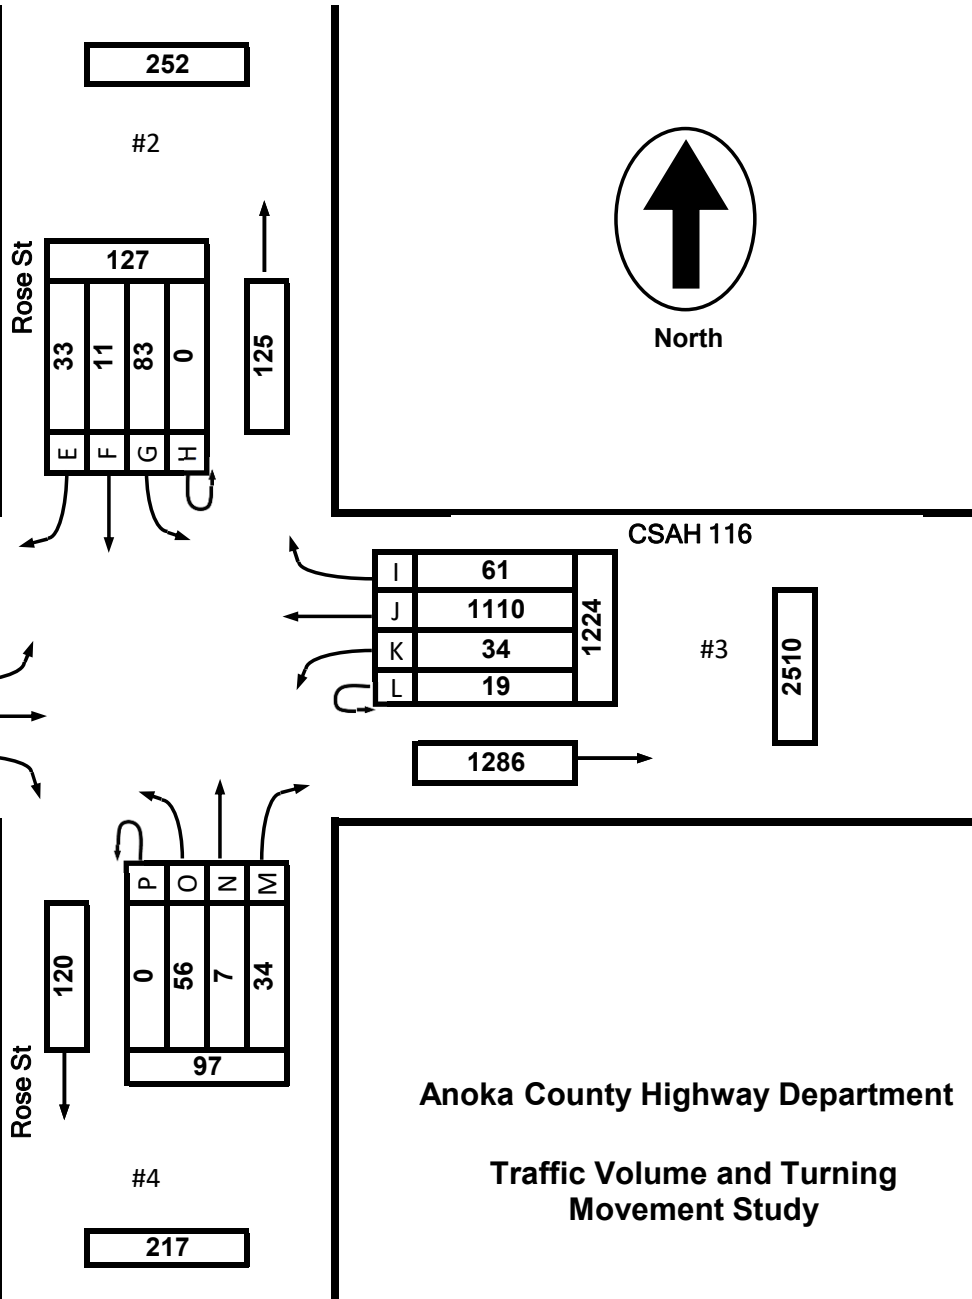 252
#2
Rose St
127
33
11
83
0
125
E
F
G
H
North
CSAH 116
I
61
J
1110
K
34
L
19
1224
#3
2510
1286
P
O
N
M
0
56
7
34
97
120
Rose St
#4
217
Anoka County Highway Department
Traffic Volume and Turning
Movement Study